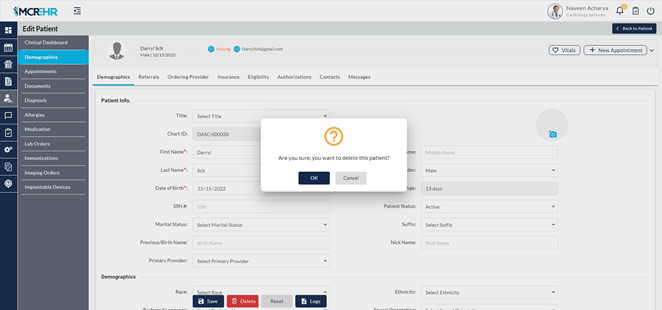 MCREHR
Naveen Acharya
Cardiology Services
Edit Patient
Back to Patient
Clinical Dashboard
Demographics
Appointments
Documents
Diagnosis
Allergies
Medication
Lab Orders
Immunizations
Imaging Orders
Implantable Devices
Darryl Sch
Male | 12/15/2022
Missing
DarrylSch@gmail.com
Vitals
New Appointment
Demographics Referrals Ordering Provider Insurance Eligibility Authorizations Contacts Messages
Patient Info.
Title: Select Title
Chart ID: DASC 000038
First Name*: Darryl
Middle Name
Last Name*: Sch
Male
Date of Birth*: 12/15/2022
13 days
SSN #: SSN
Patient Status: Active
Marital Status: Select Marital Status
Suffix: Select Suffix
Previous/Birth Name: Birth Name
Nick Name: Nick Name
Primary Provider: Select Primary Provider
Are you sure, you want to delete this patient?
OK Cancel
Demographics
Race: Select Race
Ethnicity: Select Ethnicity
Save Delete Reset Logs